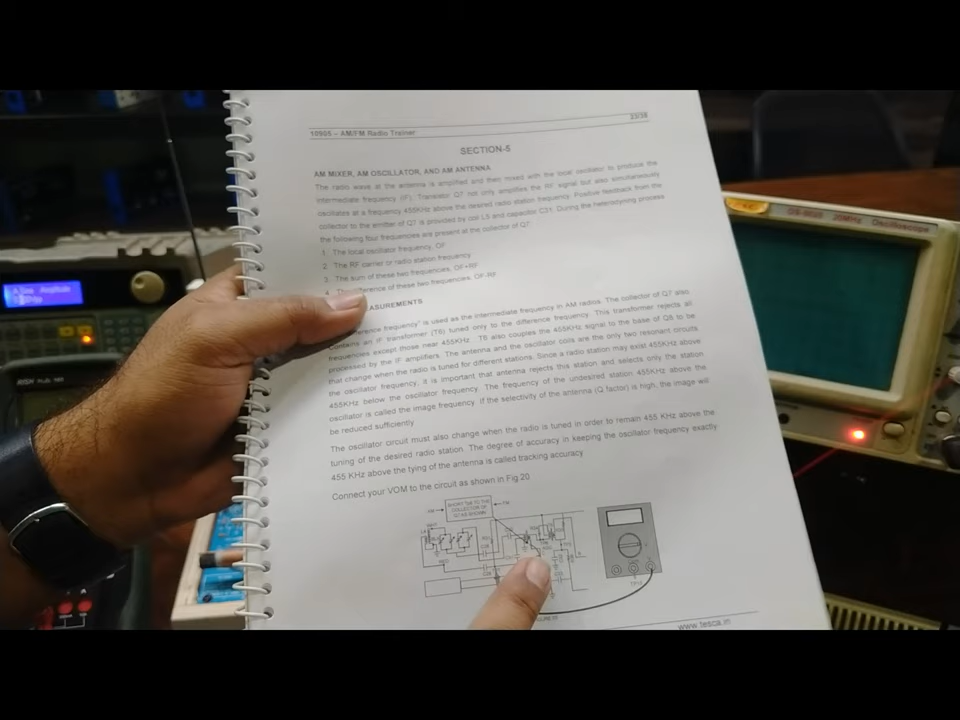 10905 – AM/FM Radio Trainer
SECTION-5
AM MIXER, AM OSCILLATOR, AND AM ANTENNA
The radio wave at the antenna is amplified and then mixed with the local oscillator to produce the
intermediate frequency (IF). Transistor Q7 not only amplifies the RF signal but also simultaneously
oscillates at a frequency 455KHz above the desired radio station frequency. Positive feedback from the
collector to the emitter of Q7 is provided by coil L5 and capacitor C31. During the heterodyning process
the following four frequencies are present at the collector of Q7.
1. The local oscillator frequency, OF
2. The RF carrier or radio station frequency
3. The sum of these two frequencies, OF+RF
4. The difference of these two frequencies, OF-RF
ASUREMENTS
erence frequency" is used as the intermediate frequency in AM radios. The collector of Q7 also
contains an IF transformer (T6) tuned only to the difference frequency. This transformer rejects all
frequencies except those near 455KHz. T6 also couples the 455KHz signal to the base of Q8 to be
processed by the IF amplifiers. The antenna and the oscillator coils are the only two resonant circuits
that change when the radio is tuned for different stations. Since a radio station may exist 455KHz above
the oscillator frequency, it is important that antenna rejects this station and selects only the station
455KHz below the oscillator frequency. The frequency of the undesired station 455KHz above the
oscillator is called the image frequency. If the selectivity of the antenna (Q factor) is high, the image will
be reduced sufficiently.
The oscillator circuit must also change when the radio is tuned in order to remain 455 KHz above the
tuning of the desired radio station. The degree of accuracy in keeping the oscillator frequency exactly
455 KHz above the tying of the antenna is called tracking accuracy
Connect your VOM to the circuit as shown in Fig 20
AM
www.tesca.in
20MHz Oscilloscope